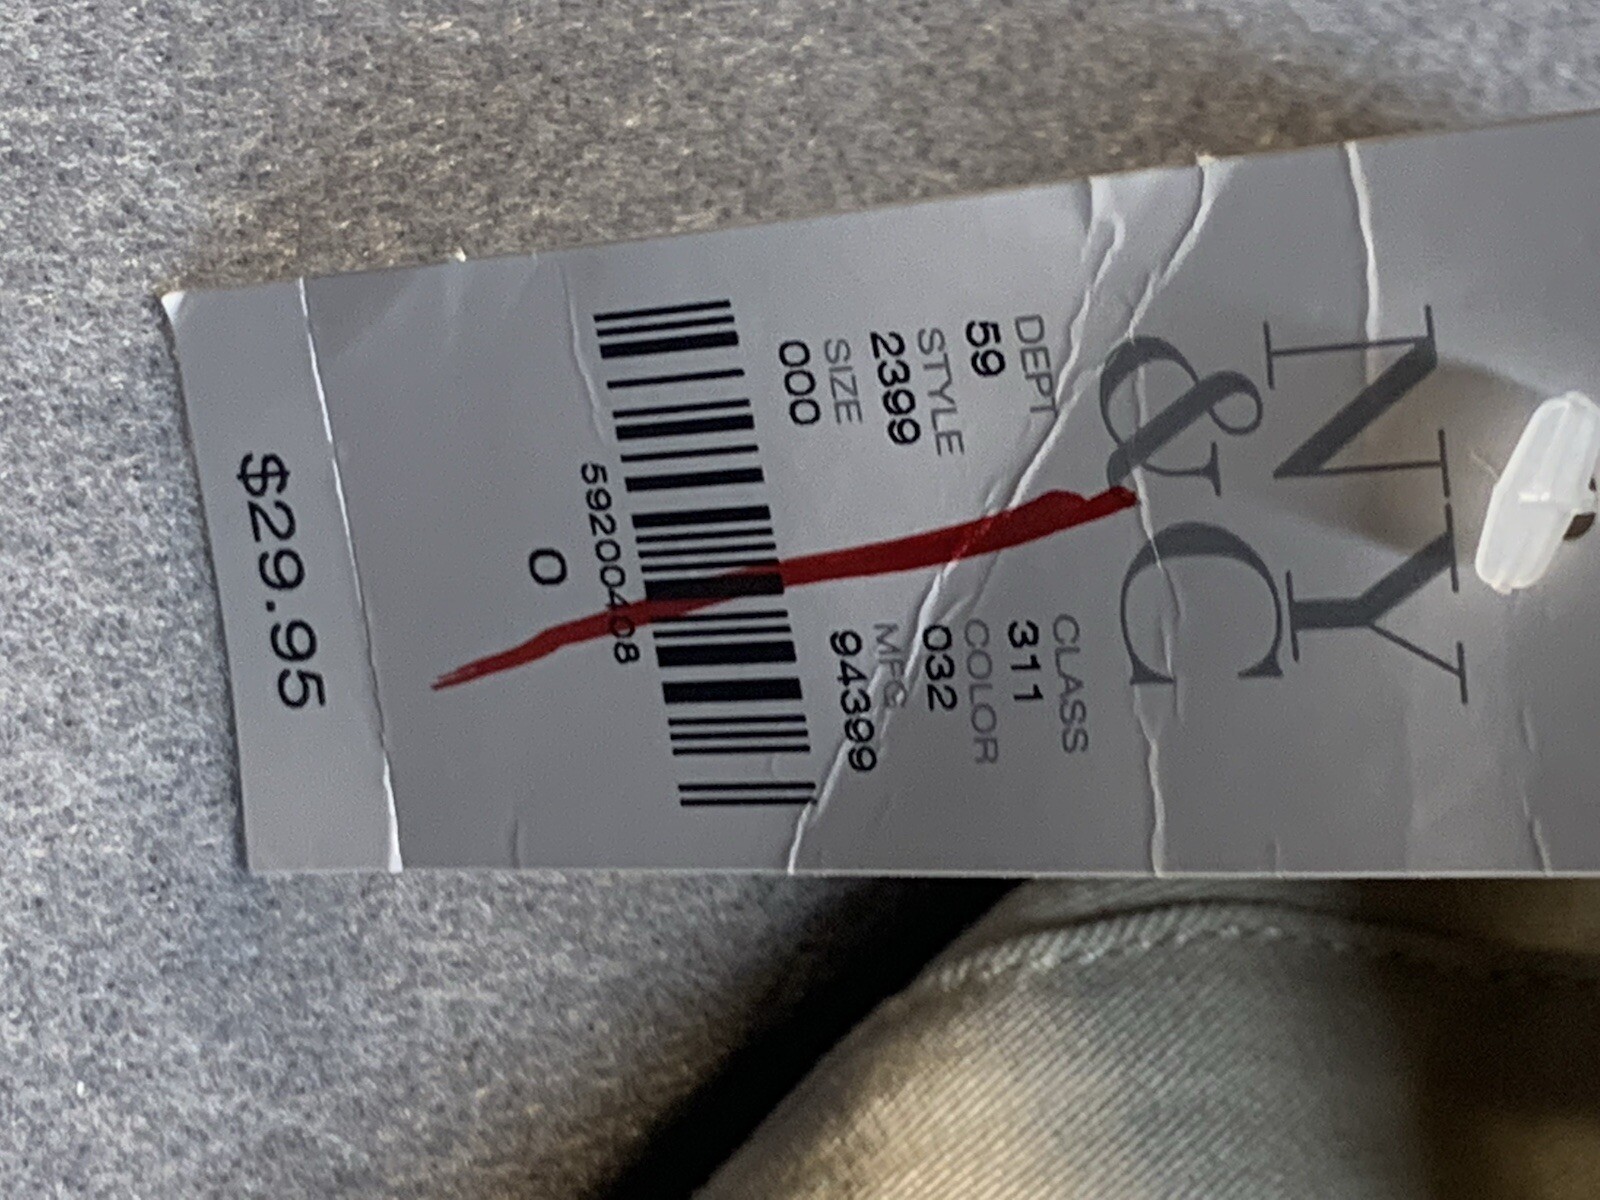 NY
& C
DEPT CLASS
59 311
STYLE COLOR
2399 032
SIZE MFG
000 94399
59200408
0
$29.95